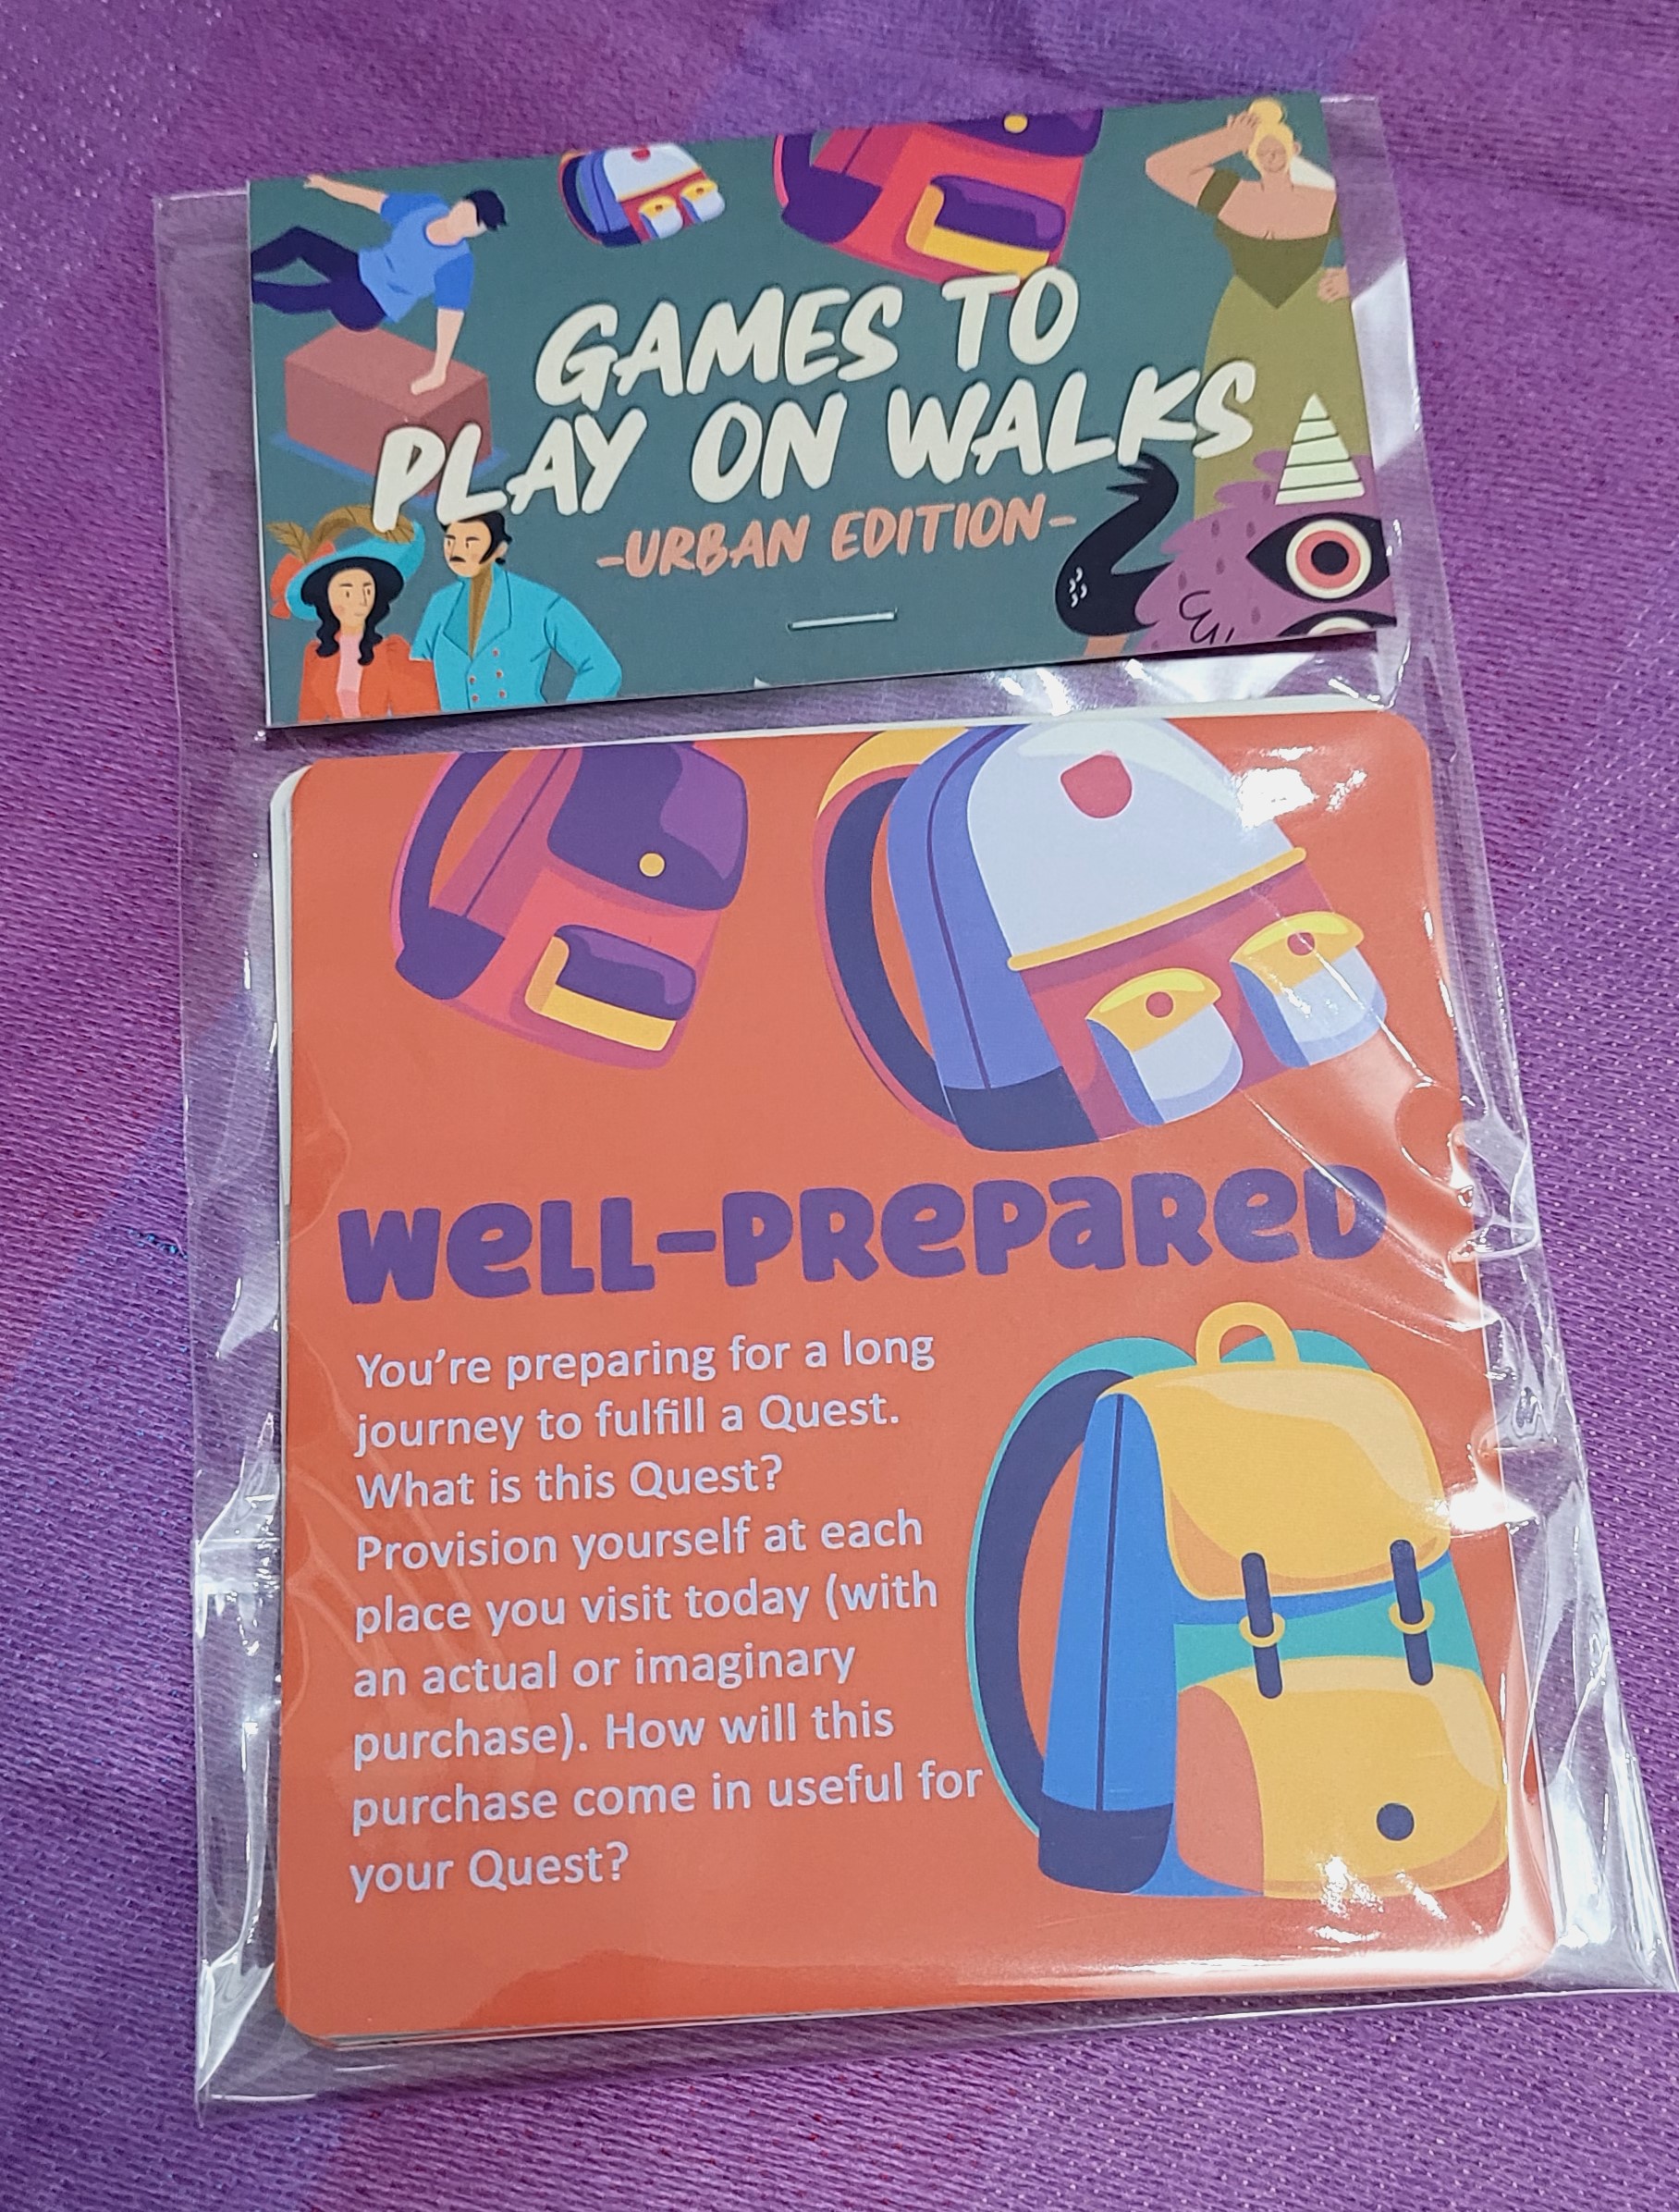 GAMES TO
PLAY ON WALKS
-URBAN EDITION-
WELL-PREPARED
You're preparing for a long
journey to fulfill a Quest.
What is this Quest?
Provision yourself at each
place you visit today (with
an actual or imaginary
purchase). How will this
purchase come in useful for
your Quest?